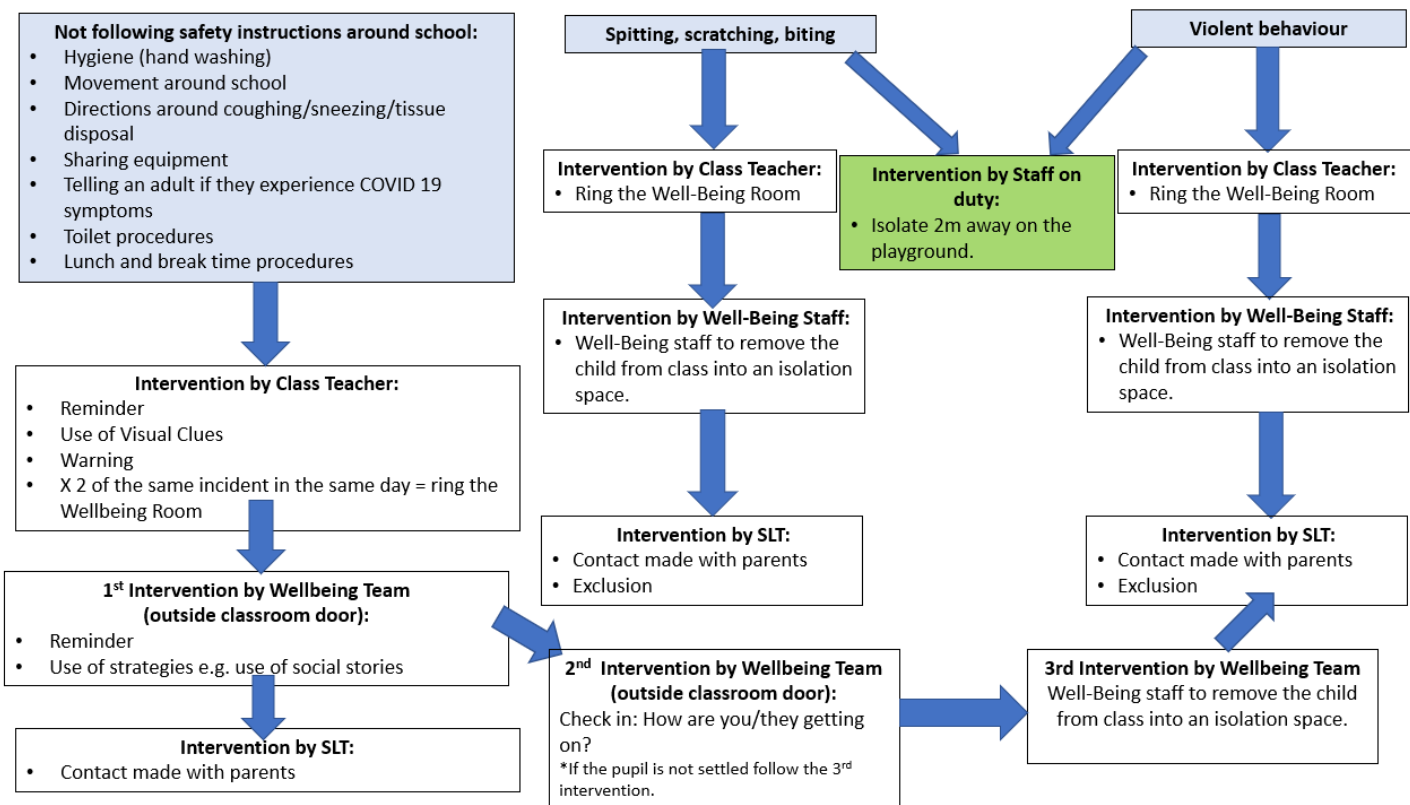 Not following safety instructions around school:
• Hygiene (hand washing)
• Movement around school
• Directions around coughing/sneezing/tissue
disposal
• Sharing equipment
• Telling an adult if they experience COVID 19
symptoms
• Toilet procedures
• Lunch and break time procedures
Intervention by Class Teacher:
• Reminder
• Use of Visual Clues
• Warning
• X 2 of the same incident in the same day = ring the
Wellbeing Room
1st Intervention by Wellbeing Team
(outside classroom door):
• Reminder
• Use of strategies e.g. use of social stories
Intervention by SLT:
• Contact made with parents
Spitting, scratching, biting
Intervention by Class Teacher:
• Ring the Well-Being Room
Intervention by Well-Being Staff:
• Well-Being staff to remove the
child from class into an isolation
space.
Intervention by SLT:
• Contact made with parents
• Exclusion
2nd Intervention by Wellbeing Team
(outside classroom door):
Check in: How are you/they getting
on?
*If the pupil is not settled follow the 3rd
intervention.
Intervention by Staff on
duty:
• Isolate 2m away on the
playground.
Violent behaviour
Intervention by Class Teacher:
• Ring the Well-Being Room
Intervention by Well-Being Staff:
• Well-Being staff to remove the
child from class into an isolation
space.
Intervention by SLT:
• Contact made with parents
• Exclusion
3rd Intervention by Wellbeing Team
Well-Being staff to remove the child
from class into an isolation space.